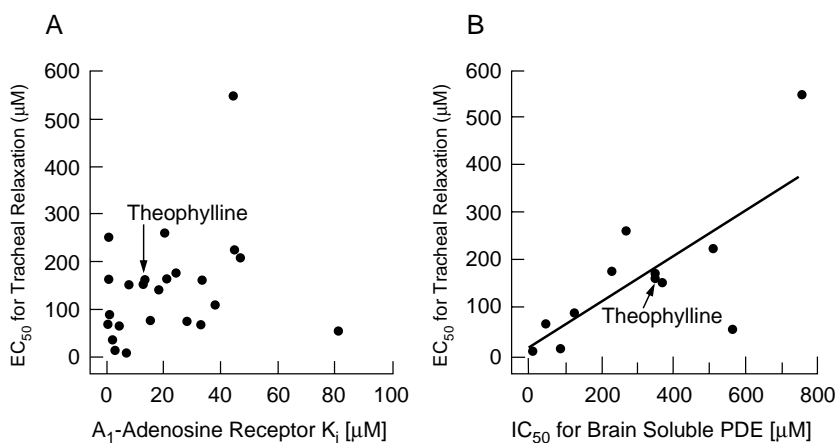 A
EC50 for Tracheal Relaxation (μM)
600
500
400
300
200
100
0
Theophylline
0 20 40 60 80 100
A1-Adenosine Receptor Ki [μM]
B
EC50 for Tracheal Relaxation (μM)
600
500
400
300
200
100
0
Theophylline
0 200 400 600 800
IC50 for Brain Soluble PDE [μM]